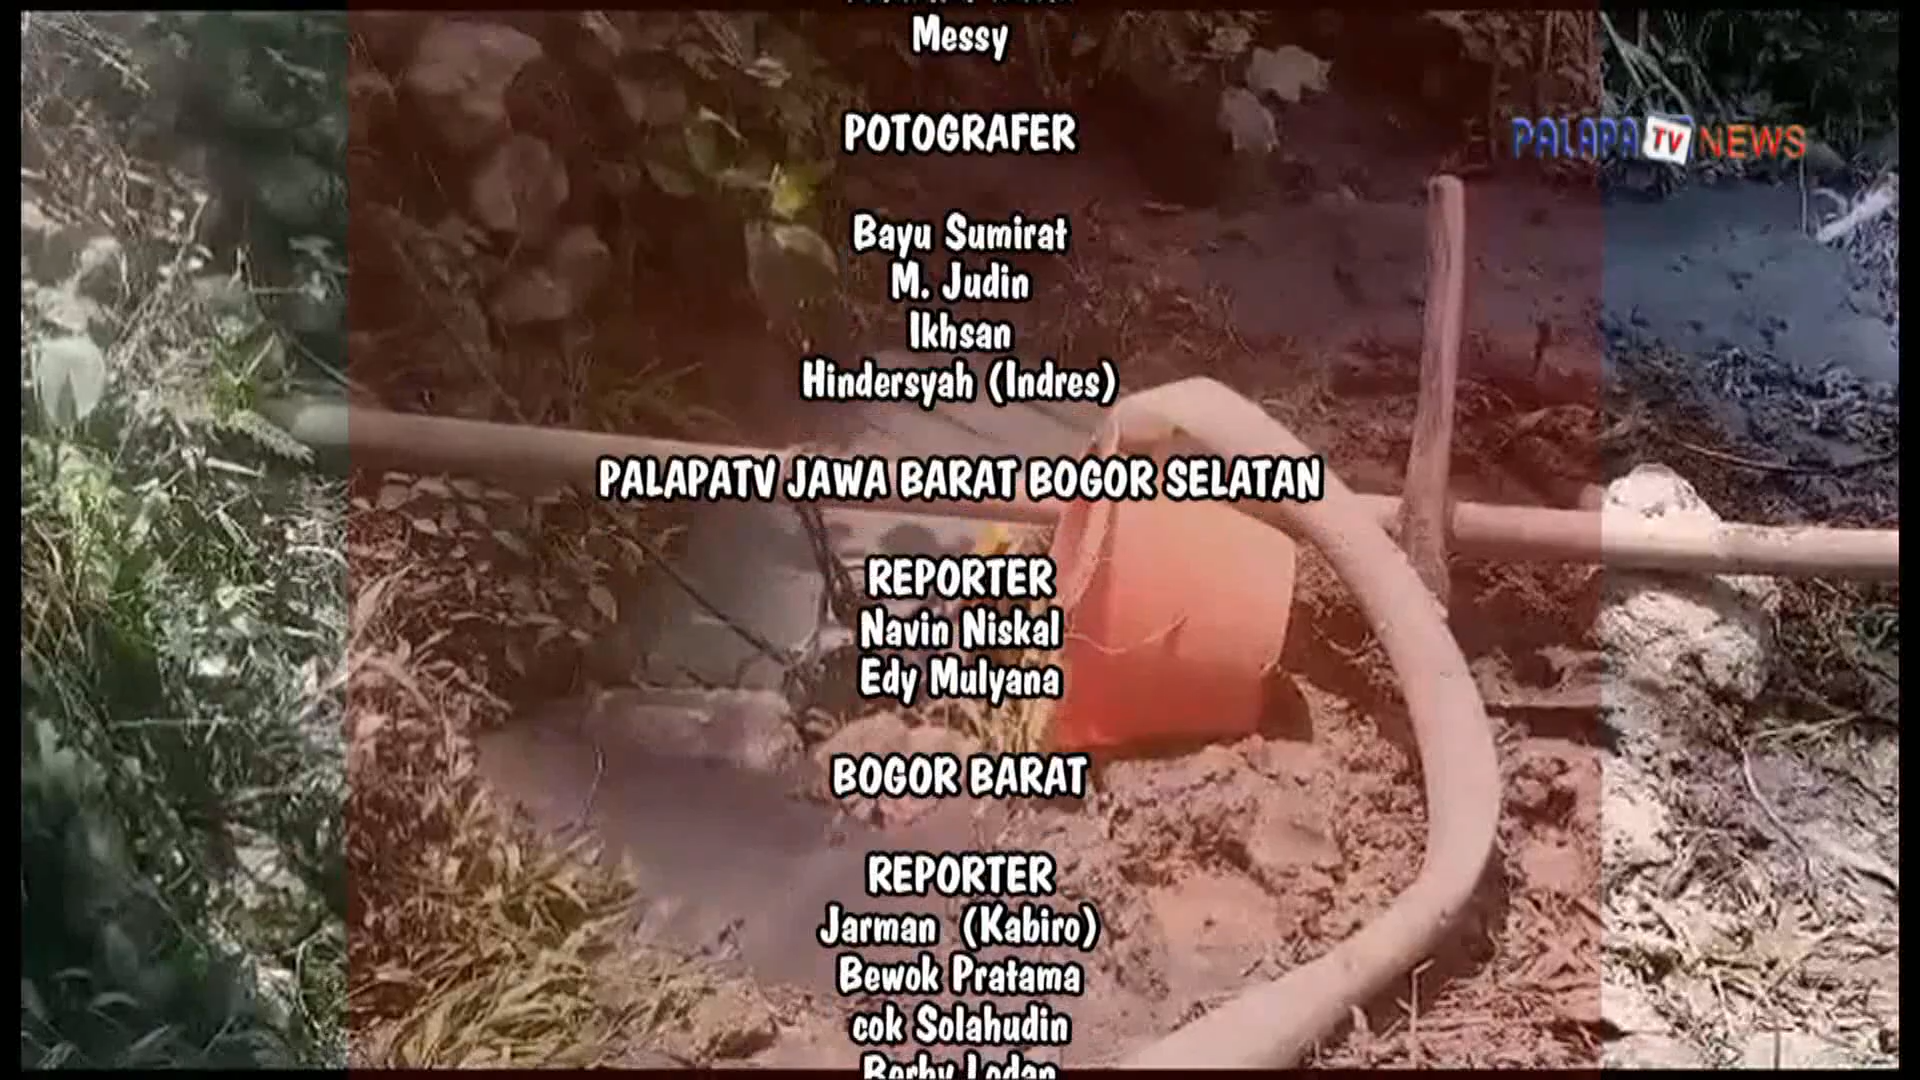 Messy
POTOGRAFER
PALAPA TV NEWS
Bayu Sumirat
M. Judin
Ikhsan
Hindersyah (Indres)
PALAPATV JAWA BARAT BOGOR SELATAN
REPORTER
Navin Niskal
Edy Mulyana
BOGOR BARAT
REPORTER
Jarman (Kabiro)
Bewok Pratama
cok Solahudin